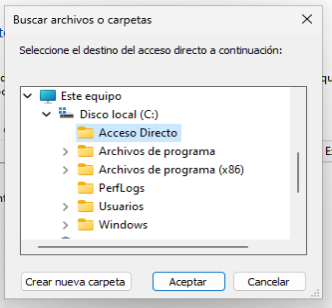 Buscar archivos o carpetas
Seleccione el destino del acceso directo a continuación:
Este equipo
Disco local (C:)
Acceso Directo
Archivos de programa
Archivos de programa (x86)
PerfLogs
Usuarios
Windows
Crear nueva carpeta
Aceptar
Cancelar